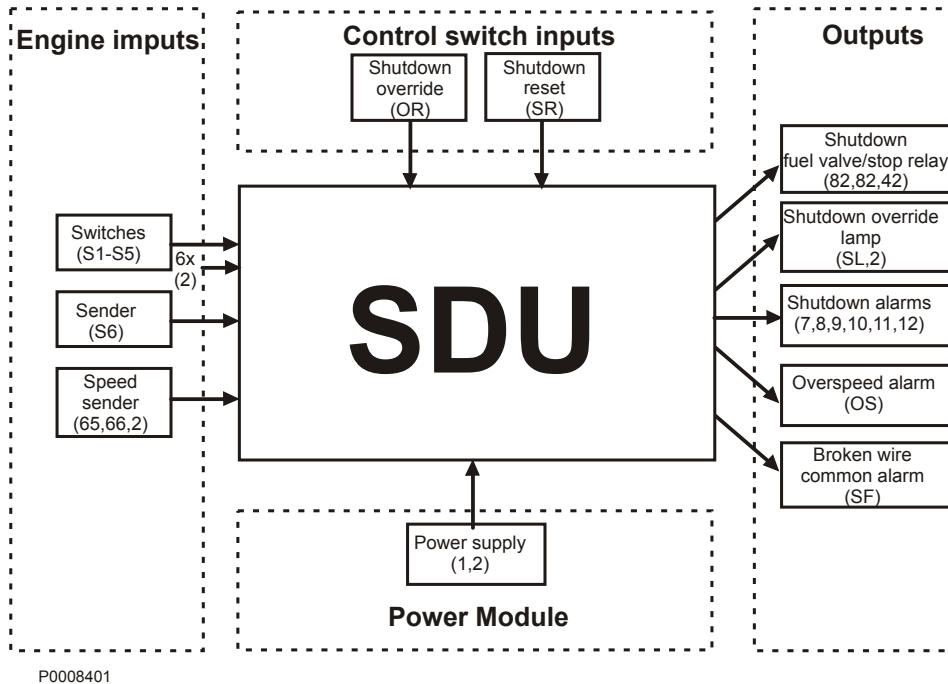 Engine imputs
Control switch inputs
Outputs
Shutdown
override
(OR)
Shutdown
reset
(SR)
Switches
(S1-S5)
6x
(2)
Sender
(S6)
Speed
sender
(65,66,2)
SDU
Shutdown
fuel valve/stop relay
(82,82,42)
Shutdown override
lamp
(SL,2)
Shutdown alarms
(7,8,9,10,11,12)
Overspeed alarm
(OS)
Broken wire
common alarm
(SF)
Power supply
(1,2)
Power Module
P0008401